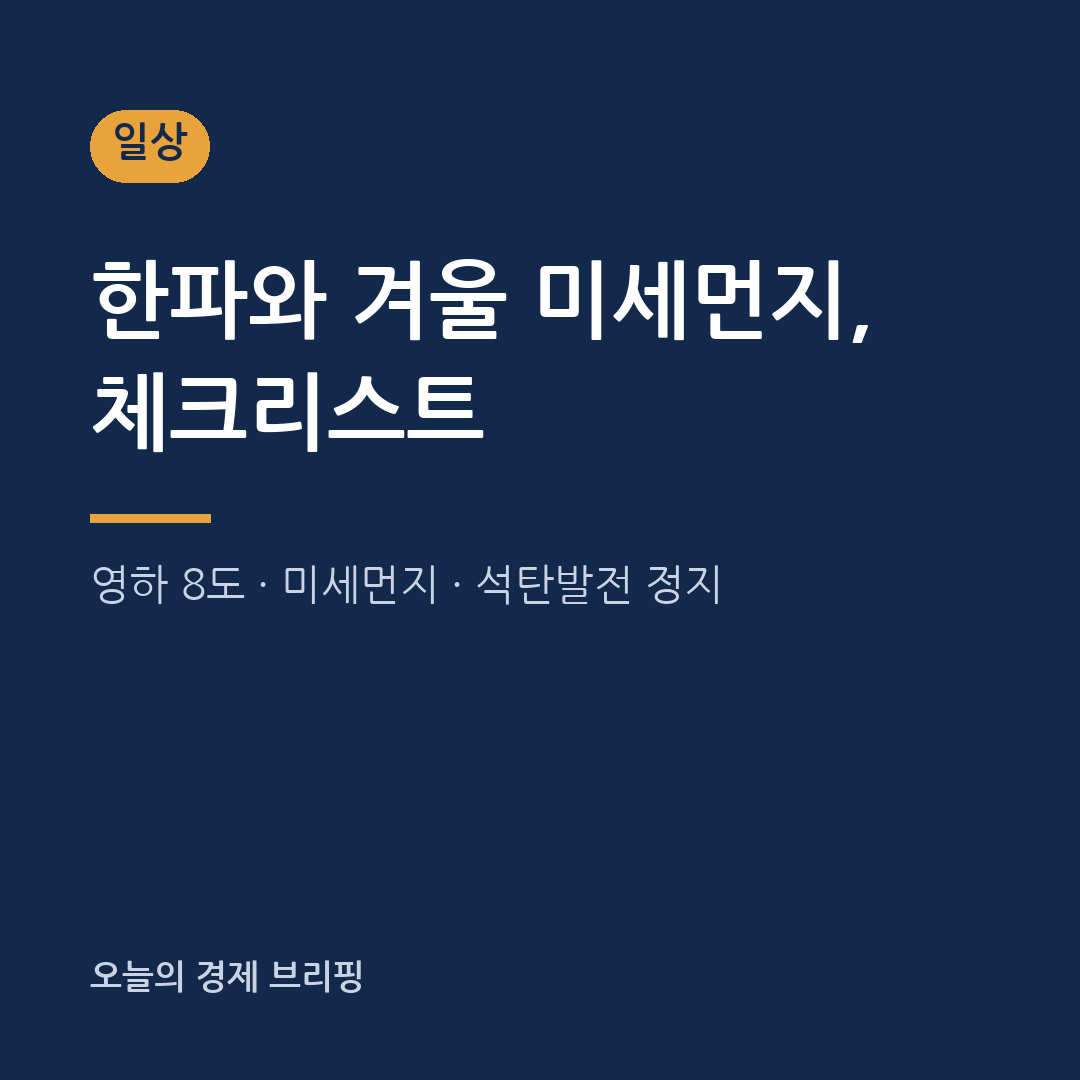 일상
한파와 겨울 미세먼지,
체크리스트
영하 8도 · 미세먼지 · 석탄발전 정지
오늘의 경제 브리핑